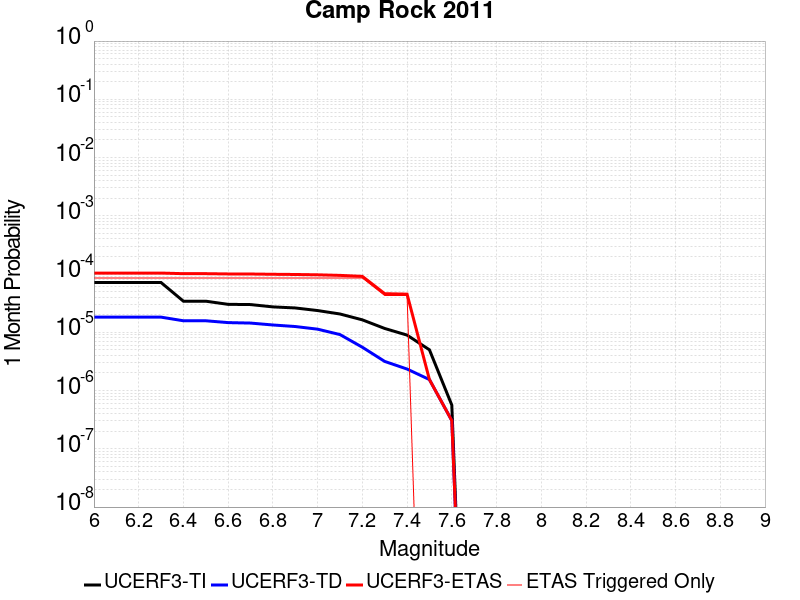 Camp Rock 2011
10^0
10^-1
10^-2
10^-3
10^-4
10^-5
10^-6
10^-7
10^-8
1 Month Probability
6 6.2 6.4 6.6 6.8 7 7.2 7.4 7.6 7.8 8 8.2 8.4 8.6 8.8 9
Magnitude
UCERF3-TI UCERF3-TD UCERF3-ETAS ETAS Triggered Only